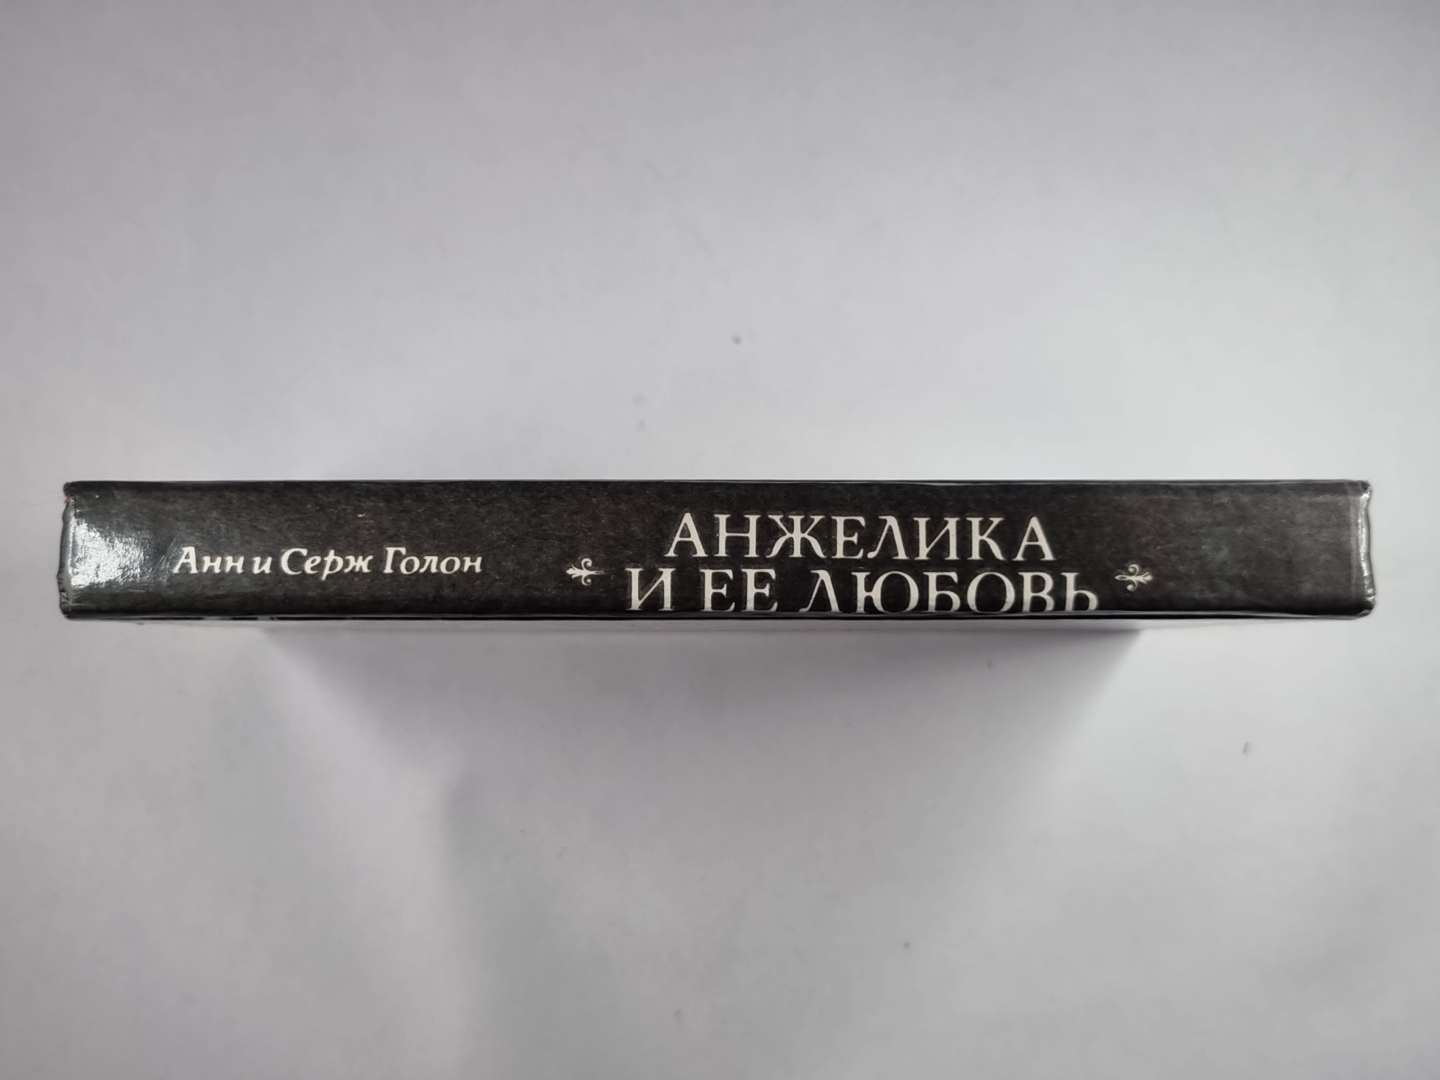 Анн и Серж Голон
АНЖЕЛИКА
И ЕЕ ЛЮБОВЬ